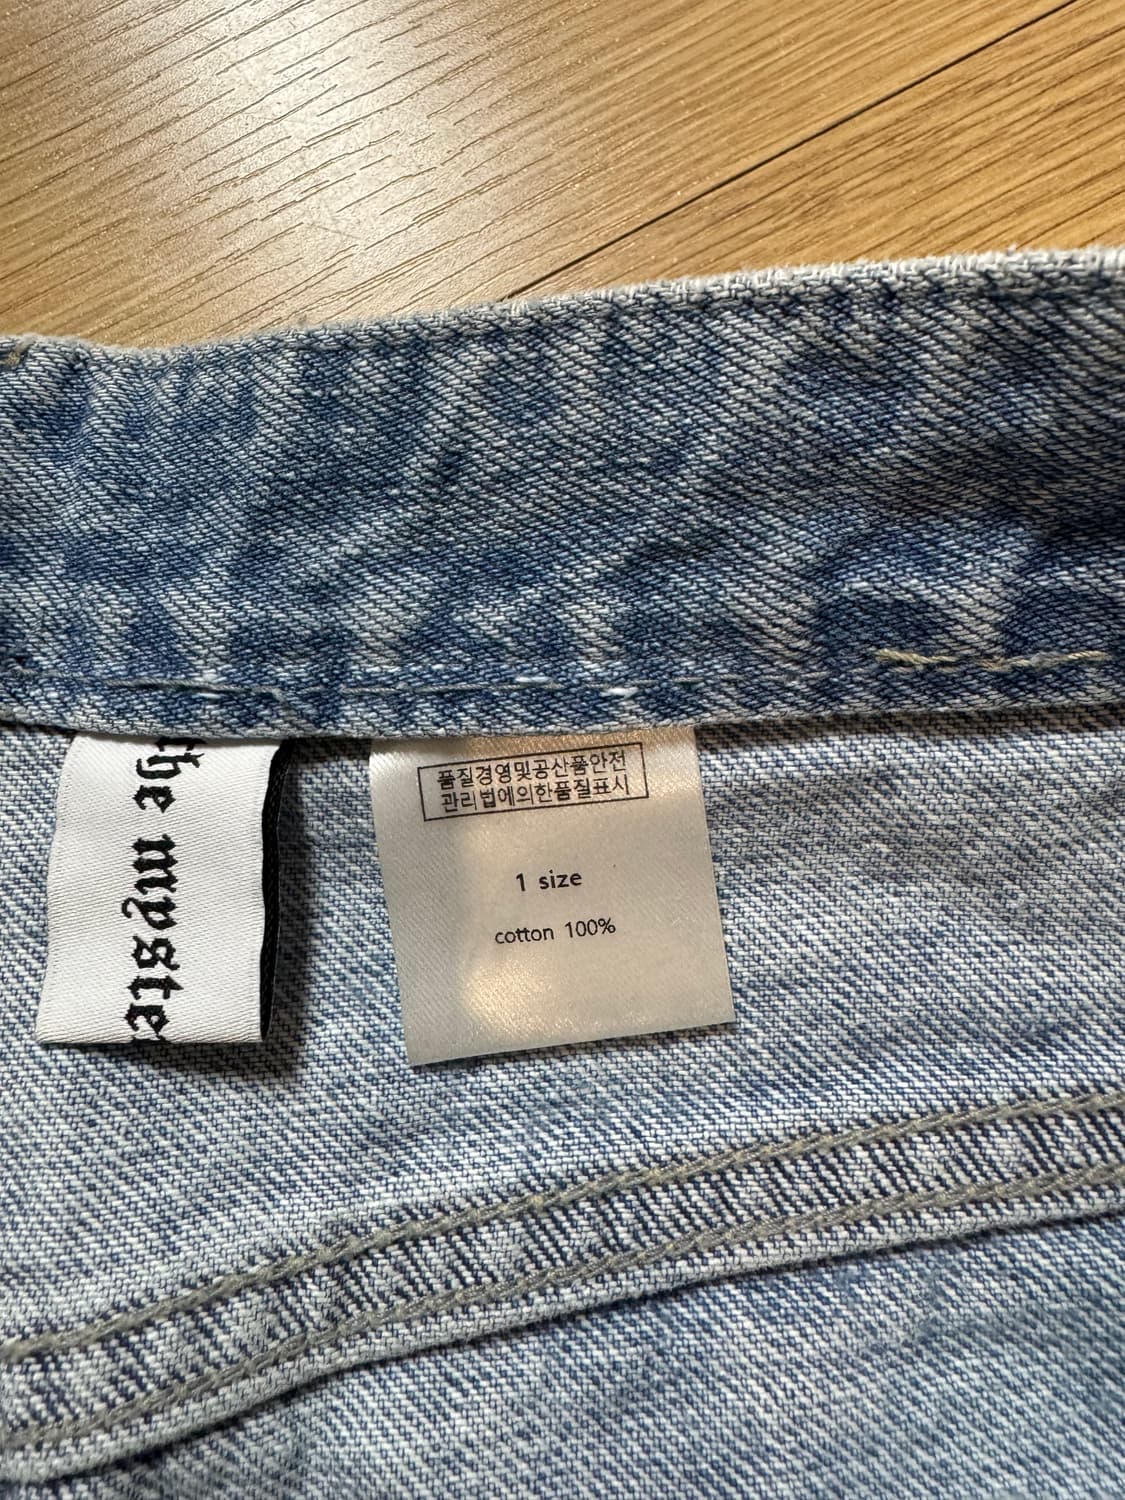 the myste
품질경영및공산품안전
관리법에의한품질표시
1 size
cotton 100%